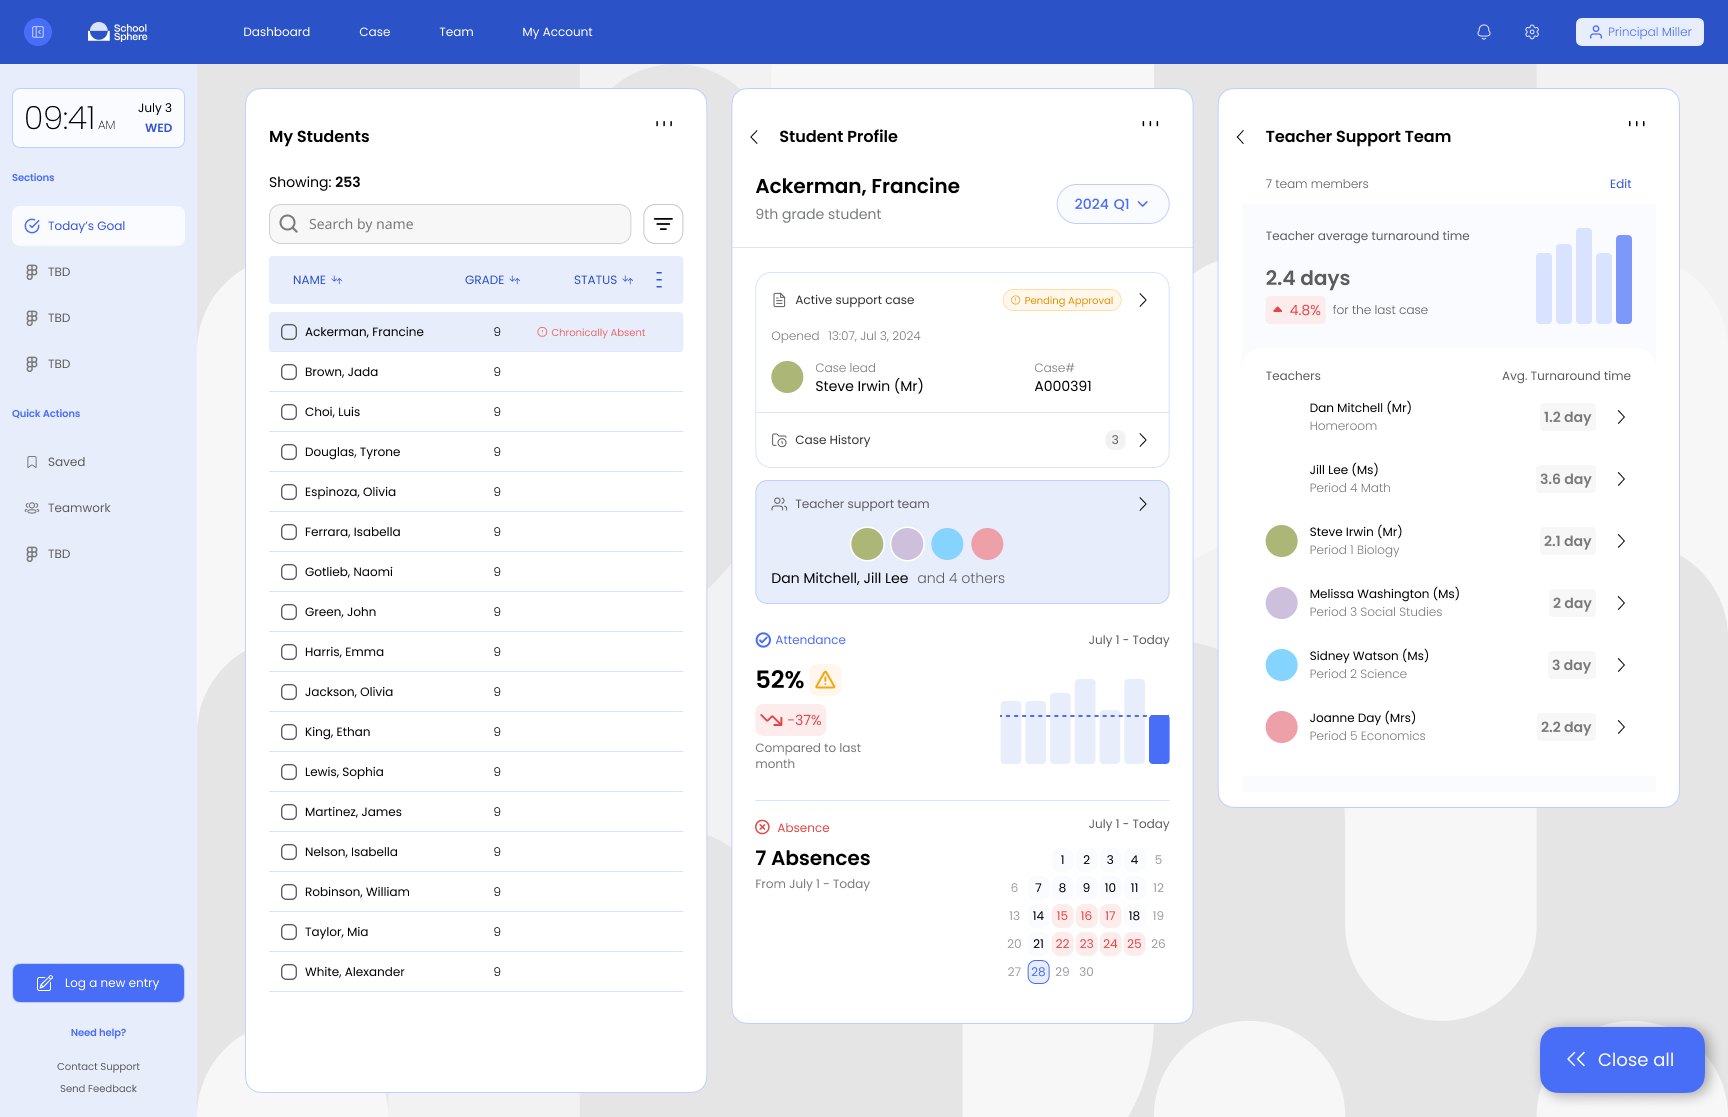 School
Sphere
Dashboard
Case
Team
My Account
Principal Miller
09:41 AM
July 3
WED
Sections
Today's Goal
TBD
TBD
TBD
Quick Actions
Saved
Teamwork
TBD
Log a new entry
Need help?
Contact Support
Send Feedback
My Students
Showing: 253
Search by name
NAME GRADE STATUS
Ackerman, Francine 9 Chronically Absent
Brown, Jada 9
Choi, Luis 9
Douglas, Tyrone 9
Espinoza, Olivia 9
Ferrara, Isabella 9
Gotlieb, Naomi 9
Green, John 9
Harris, Emma 9
Jackson, Olivia 9
King, Ethan 9
Lewis, Sophia 9
Martinez, James 9
Nelson, Isabella 9
Robinson, William 9
Taylor, Mia 9
White, Alexander 9
Student Profile
Ackerman, Francine
9th grade student
2024 Q1
Active support case
Pending Approval
Opened 13:07, Jul 3, 2024
Case lead
Steve Irwin (Mr)
Case#
A000391
Case History 3
Teacher support team
Dan Mitchell, Jill Lee and 4 others
Attendance
July 1 - Today
52%
-37%
Compared to last
month
Absence
July 1 - Today
7 Absences
From July 1 - Today
1 2 3 4 5
6 7 8 9 10 11 12
13 14 15 16 17 18 19
20 21 22 23 24 25 26
27 28 29 30
Teacher Support Team
7 team members
Edit
Teacher average turnaround time
2.4 days
4.8% for the last case
Teachers Avg. Turnaround time
Dan Mitchell (Mr)
Homeroom
1.2 day
Jill Lee (Ms)
Period 4 Math
3.6 day
Steve Irwin (Mr)
Period 1 Biology
2.1 day
Melissa Washington (Ms)
Period 3 Social Studies
2 day
Sidney Watson (Ms)
Period 2 Science
3 day
Joanne Day (Mrs)
Period 5 Economics
2.2 day
Close all